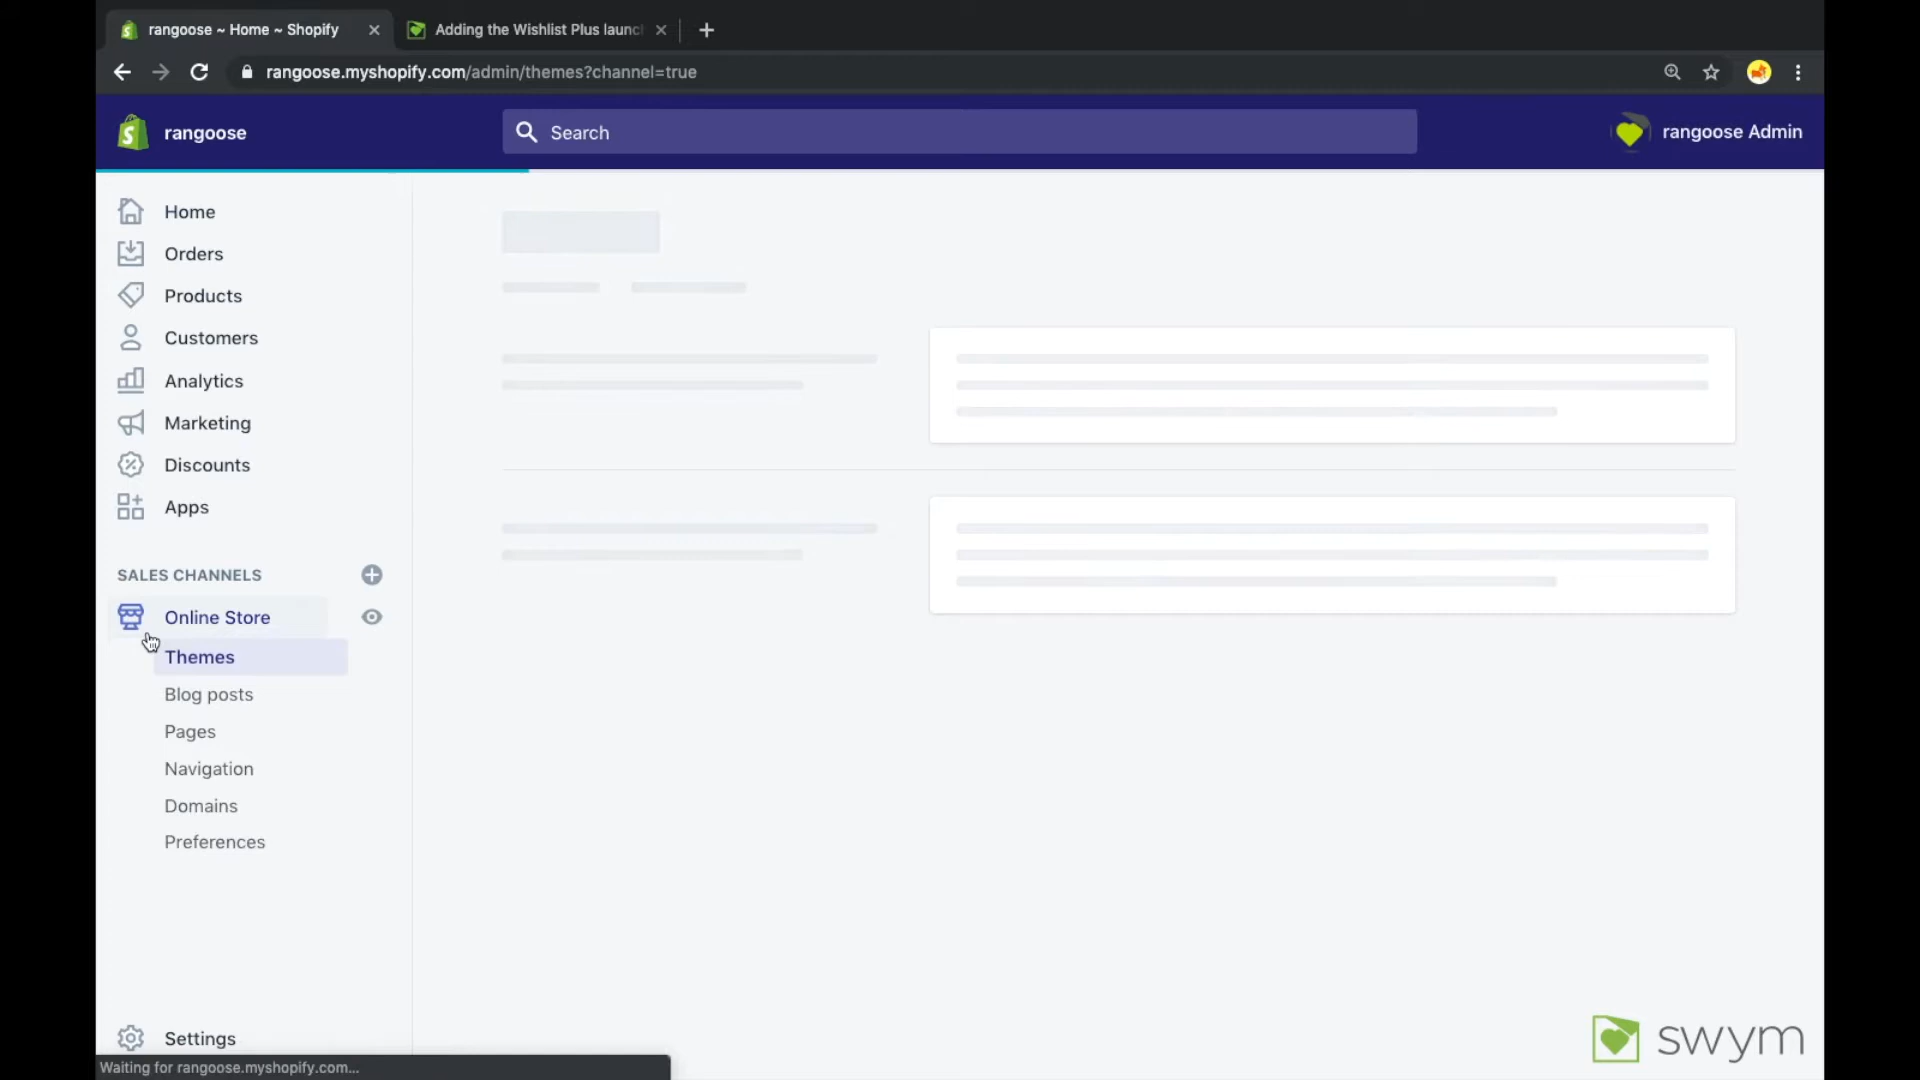 rangoose ~ Home ~ Shopify
Adding the Wishlist Plus launc
rangoose.myshopify.com/admin/themes?channel=true
rangoose
Search
rangoose Admin
Home
Orders
Products
Customers
Analytics
Marketing
Discounts
Apps
SALES CHANNELS
Online Store
Themes
Blog posts
Pages
Navigation
Domains
Preferences
Settings
Waiting for rangoose.myshopify.com...
swym